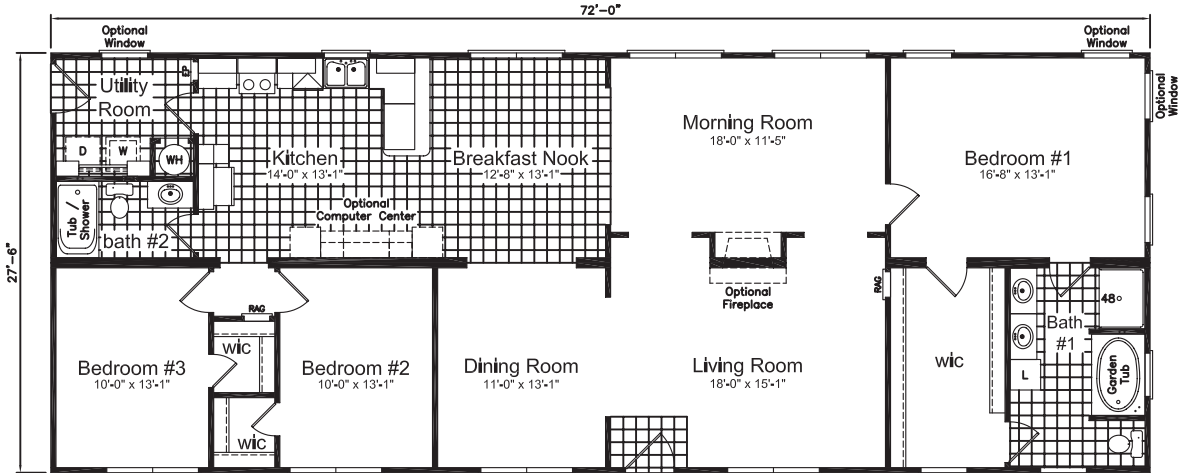 72'-0"
Optional
Window
Optional
Window
Optional
Window
27'-6"
Utility
Room
EP
D
W
WH
Kitchen
14'-0" x 13'-1"
Breakfast Nook
12'-8" x 13'-1"
Morning Room
18'-0" x 11'-5"
Bedroom #1
16'-8" x 13'-1"
Tub /
Shower
bath #2
Optional
Computer Center
Optional
Fireplace
RAG
RAG
Bedroom #3
10'-0" x 13'-1"
wic
wic
Bedroom #2
10'-0" x 13'-1"
Dining Room
11'-0" x 13'-1"
Living Room
18'-0" x 15'-1"
wic
48
Bath
#1
L
Garden
Tub